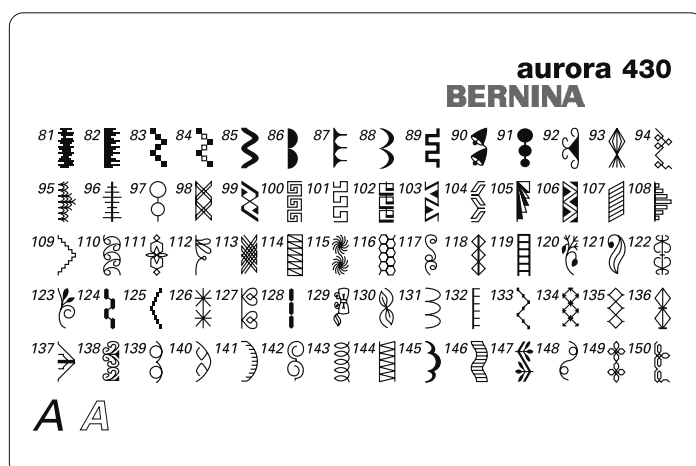 aurora 430
BERNINA
81 82 83 84 85 86 87 88 89 90 91 92 93 94
95 96 97 98 99 100 101 102 103 104 105 106 107 108
109 110 111 112 113 114 115 116 117 118 119 120 121 122
123 124 125 126 127 128 129 130 131 132 133 134 135 136
137 138 139 140 141 142 143 144 145 146 147 148 149 150
A A